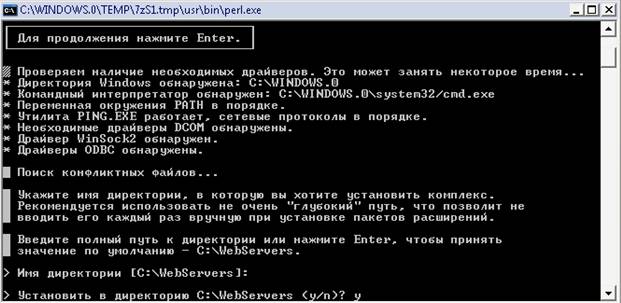 C:\WINDOWS.0\TEMP\7zS1.tmp\usr\bin\perl.exe
Для продолжения нажмите Enter.
Проверяем наличие необходимых драйверов. Это может занять некоторое время...
* Директория Windows обнаружена: C:\WINDOWS.0
* Командный интерпретатор обнаружен: C:\WINDOWS.0\system32/cmd.exe
* Переменная окружения PATH в порядке.
* Утилита PING.EXE работает, сетевые протоколы в порядке.
* Необходимые драйверы DCOM обнаружены.
* Драйвер WinSock2 обнаружен.
* Драйверы ODBC обнаружены.
Поиск конфликтных файлов...
Укажите имя директории, в которую вы хотите установить комплекс.
Рекомендуется использовать не очень "глубокий" путь, что позволит не
вводить его каждый раз вручную при установке пакетов расширений.
Введите полный путь к директории или нажмите Enter, чтобы принять
значение по умолчанию - C:\WebServers.
> Имя директории [C:\WebServers]:
> Установить в директорию C:\WebServers (y/n)? y